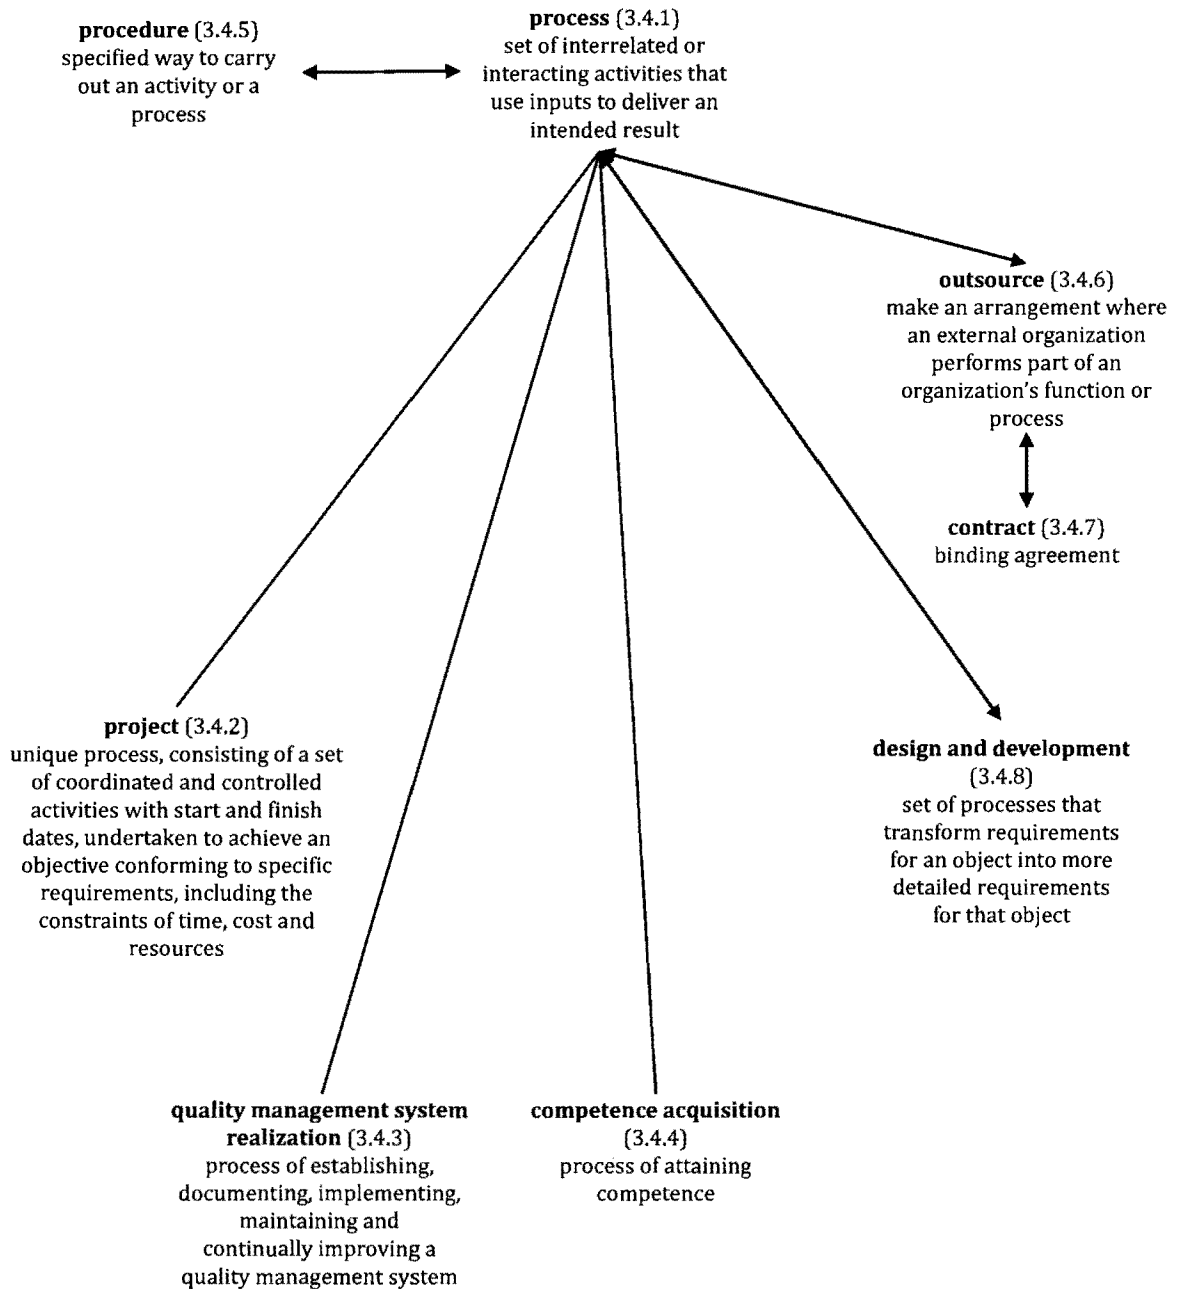 procedure (3.4.5)
specified way to carry
out an activity or a
process
process (3.4.1)
set of interrelated or
interacting activities that
use inputs to deliver an
intended result
outsource (3.4.6)
make an arrangement where
an external organization
performs part of an
organization's function or
process
contract (3.4.7)
binding agreement
project (3.4.2)
unique process, consisting of a set
of coordinated and controlled
activities with start and finish
dates, undertaken to achieve an
objective conforming to specific
requirements, including the
constraints of time, cost and
resources
design and development
(3.4.8)
set of processes that
transform requirements
for an object into more
detailed requirements
for that object
quality management system
realization (3.4.3)
process of establishing,
documenting, implementing,
maintaining and
continually improving a
quality management system
competence acquisition
(3.4.4)
process of attaining
competence